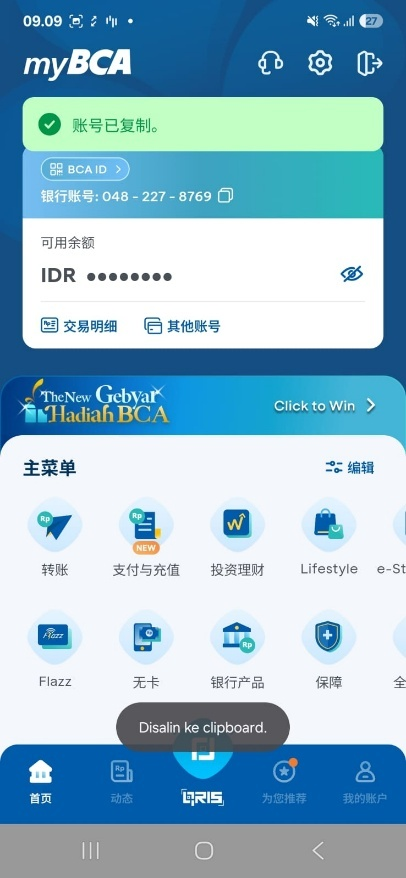 09.09
27
myBCA
账号已复制。
BCA ID
银行账号: 048 - 227 - 8769
可用余额
IDR ●●●●●●●●
交易明细
其他账号
The New Gebyar
Hadiah BCA
Click to Win
主菜单
编辑
Rp
Rp
NEW
转账
支付与充值
投资理财
Lifestyle
e-St
Flazz
Rp
Flazz
无卡
银行产品
保障
全
Disalin ke clipboard.
Rp
首页
动态
QRIS
为您推荐
我的账户